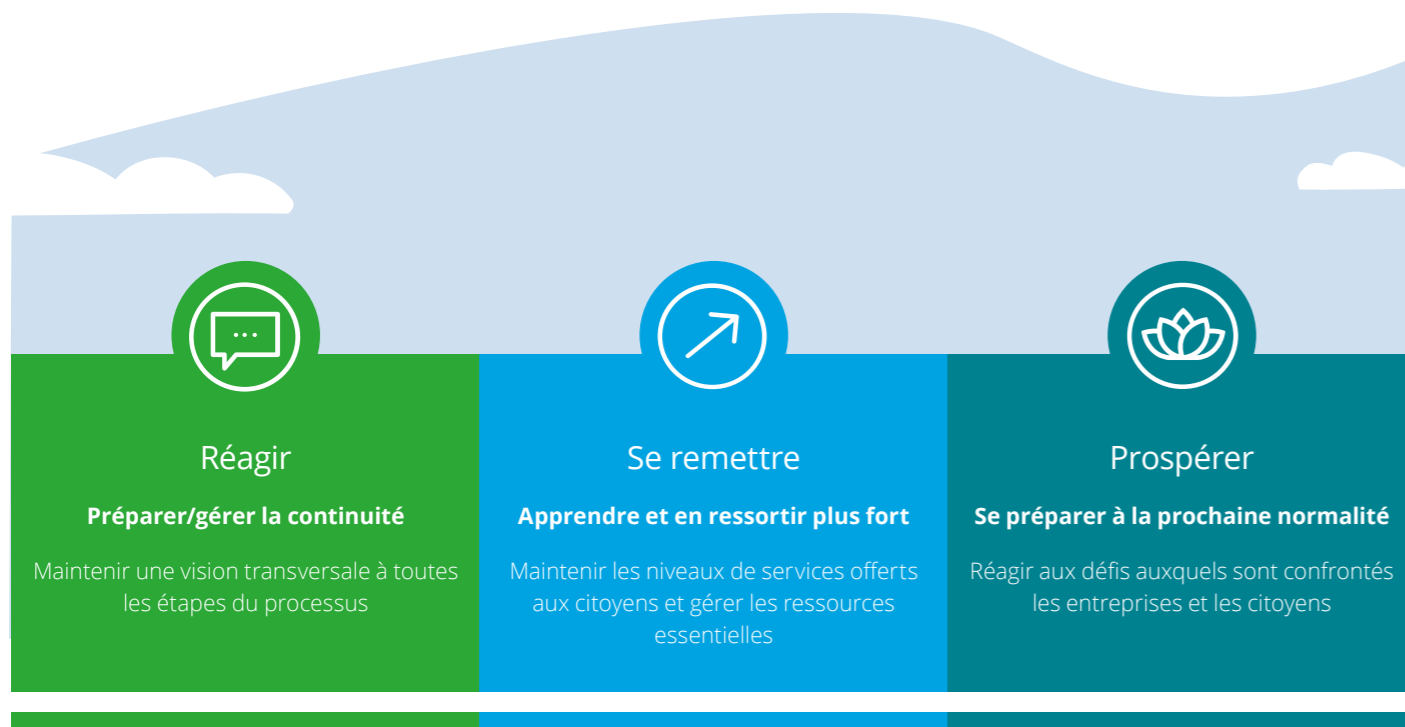 Réagir
Préparer/gérer la continuité
Maintenir une vision transversale à toutes
les étapes du processus
Se remettre
Apprendre et en ressortir plus fort
Maintenir les niveaux de services offerts
aux citoyens et gérer les ressources
essentielles
Prospérer
Se préparer à la prochaine normalité
Réagir aux défis auxquels sont confrontés
les entreprises et les citoyens